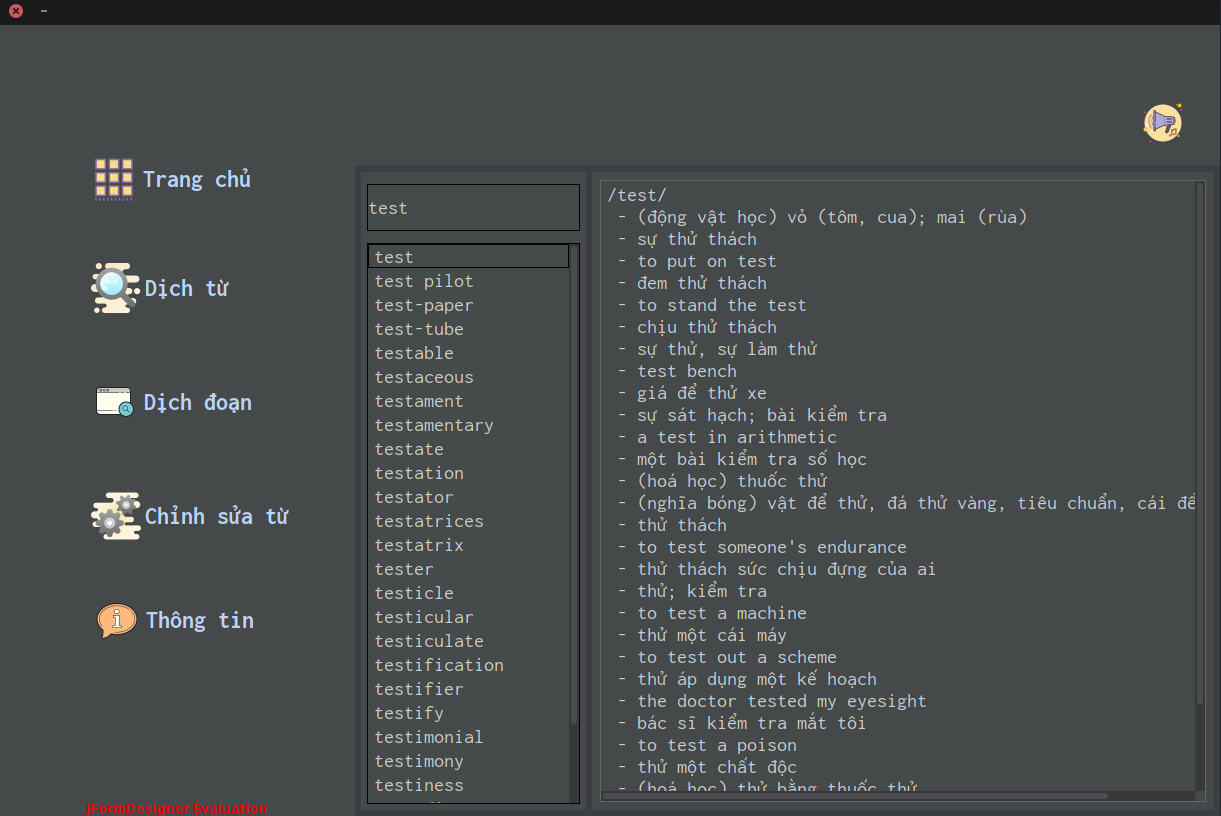 Trang chủ
Dịch từ
Dịch đoạn
Chỉnh sửa từ
Thông tin
JFormDesigner Evaluation
test
test
test pilot
test-paper
test-tube
testable
testaceous
testament
testamentary
testate
testation
testator
testatrices
testatrix
tester
testicle
testicular
testiculate
testification
testifier
testify
testimonial
testimony
testiness
/test/
- (động vật học) vỏ (tôm, cua); mai (rùa)
- sự thử thách
- to put on test
- đem thử thách
- to stand the test
- chịu thử thách
- sự thử, sự làm thử
- test bench
- giá để thử xe
- sự sát hạch; bài kiểm tra
- a test in arithmetic
- một bài kiểm tra số học
- (hoá học) thuốc thử
- (nghĩa bóng) vật để thử, đá thử vàng, tiêu chuẩn, cái để
- thử thách
- to test someone's endurance
- thử thách sức chịu đựng của ai
- thử; kiểm tra
- to test a machine
- thử một cái máy
- to test out a scheme
- thử áp dụng một kế hoạch
- the doctor tested my eyesight
- bác sĩ kiểm tra mắt tôi
- to test a poison
- thử một chất độc
- (hoá học) thử bằng thuốc thử